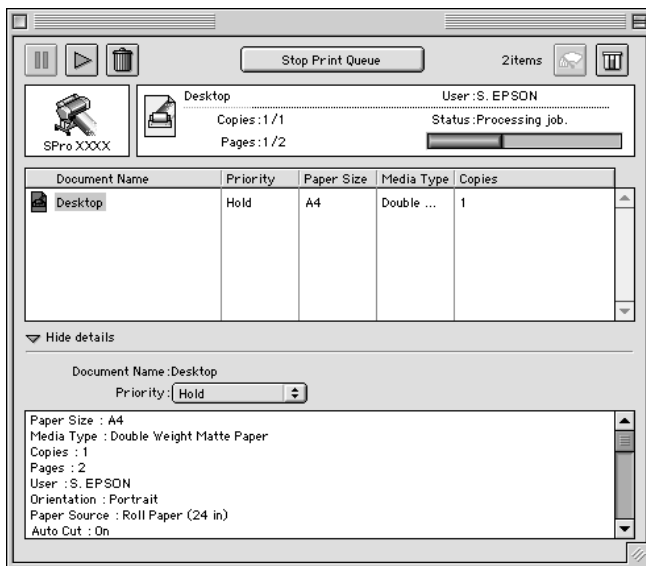 Stop Print Queue
2items
SPro XXXX
Desktop
User :S. EPSON
Copies :1/1
Status :Processing job.
Pages :1/2
Document Name Priority Paper Size Media Type Copies
Desktop Hold A4 Double ... 1
Hide details
Document Name :Desktop
Priority : Hold
Paper Size : A4
Media Type : Double Weight Matte Paper
Copies : 1
Pages : 2
User : S. EPSON
Orientation : Portrait
Paper Source : Roll Paper (24 in)
Auto Cut : On